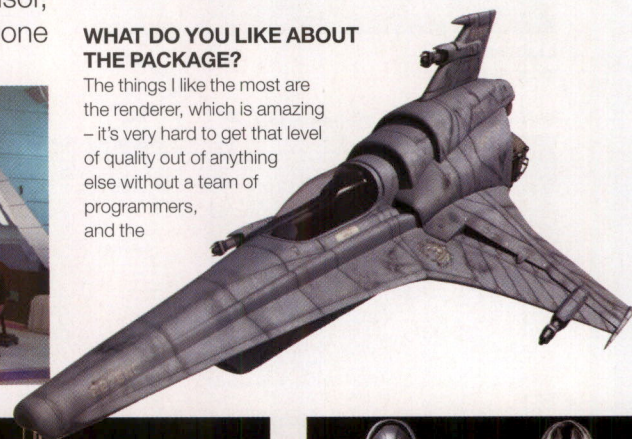 one
WHAT DO YOU LIKE ABOUT
THE PACKAGE?
The things I like the most are
the renderer, which is amazing
– it's very hard to get that level
of quality out of anything
else without a team of
programmers,
and the